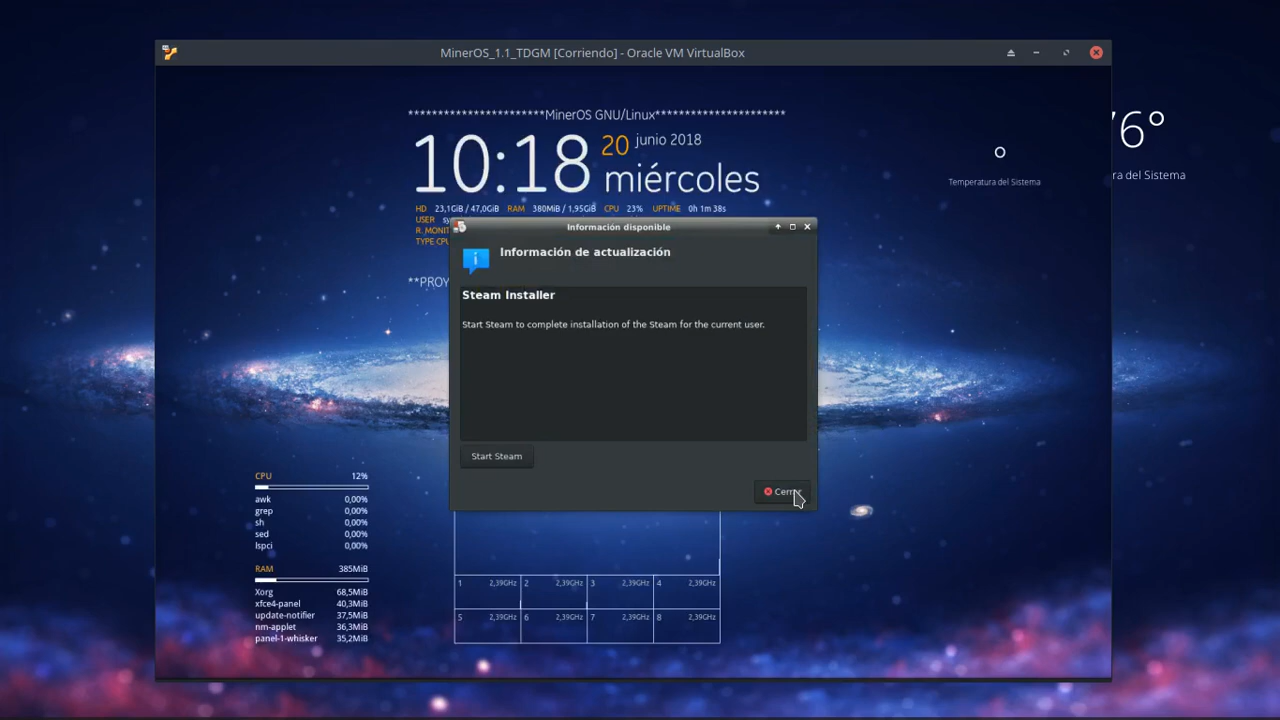 MinerOS_1.1_TDGM [Corriendo] - Oracle VM VirtualBox
**********************MinerOS GNU/Linux*********************
10:18 20 junio 2018
miércoles
6°
Temperatura del Sistema
ra del Sistema
HD 23,1GiB / 47,0GiB RAM 380MiB / 1,95GiB CPU 23% UPTIME 0h 1m 38s
USER
R. MONIT
TYPE CPU
**PROY
Información disponible
Información de actualización
Steam Installer
Start Steam to complete installation of the Steam for the current user.
Start Steam
Cerrar
CPU 12%
awk 0,00%
grep 0,00%
sh 0,00%
sed 0,00%
lspci 0,00%
RAM 385MiB
Xorg 68,5MiB
xfce4-panel 40,3MiB
update-notifier 37,5MiB
nm-applet 36,3MiB
panel-1-whisker 35,2MiB
1 2,39GHz 2 2,39GHz 3 2,39GHz 4 2,39GHz
5 2,39GHz 6 2,39GHz 7 2,39GHz 8 2,39GHz